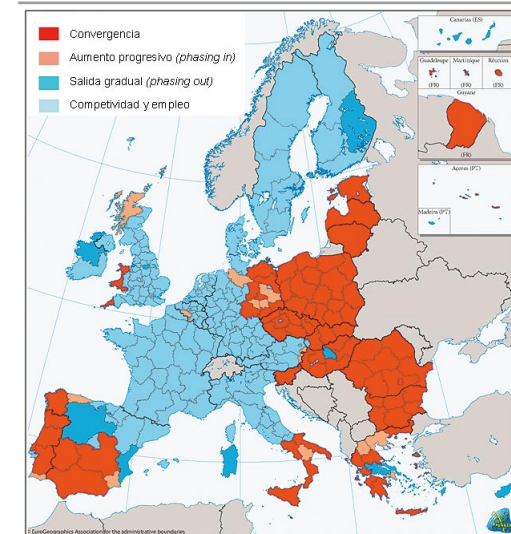 Convergencia
Aumento progresivo (phasing in)
Salida gradual (phasing out)
Competividad y empleo
Canarias (ES)
Guadeloupe Martinique Réunion
(FR) (FR) (FR)
Guyane
(FR)
Açores (PT)
Madeira (PT)
© EuroGeographics Association for the administrative boundaries